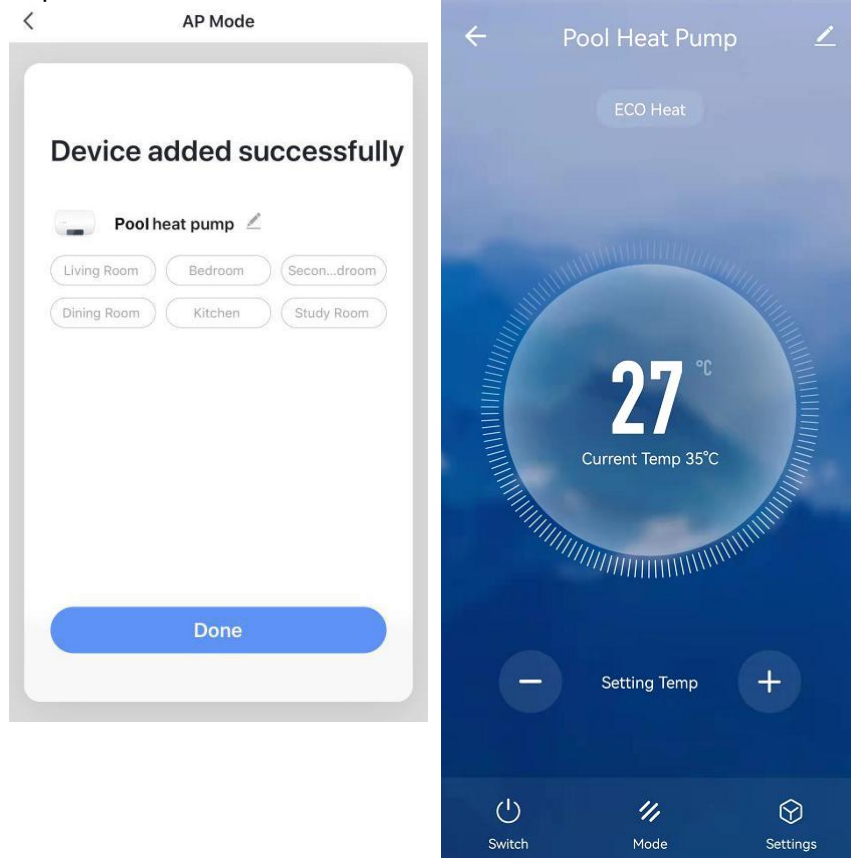 AP Mode
Device added successfully
Pool heat pump
Living Room
Bedroom
Secon...droom
Dining Room
Kitchen
Study Room
Done
Pool Heat Pump
ECO Heat
27 °C
Current Temp 35°C
Setting Temp
Switch
Mode
Settings